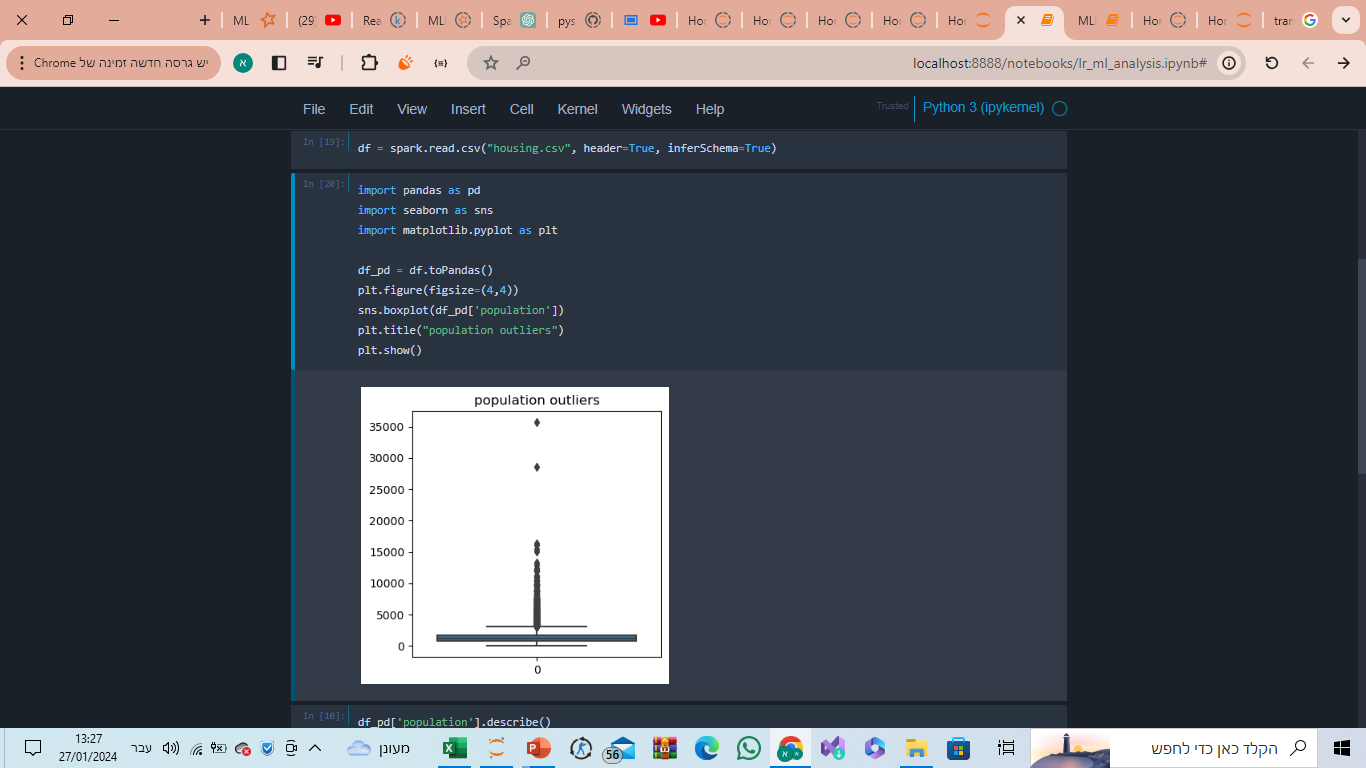 ML
(29)
Rea
ML
Spa
pys
Hor
Hor
Hor
Hor
Hor
ML
Hor
Hor
tran
יש גרסה חדשה זמינה של Chrome
א
localhost:8888/notebooks/lr_ml_analysis.ipynb#
File Edit View Insert Cell Kernel Widgets Help
Trusted
Python 3 (ipykernel)
In [19]:
df = spark.read.csv("housing.csv", header=True, inferSchema=True)
In [20]:
import pandas as pd
import seaborn as sns
import matplotlib.pyplot as plt
df_pd = df.toPandas()
plt.figure(figsize=(4,4))
sns.boxplot(df_pd['population'])
plt.title("population outliers")
plt.show()
population outliers
35000
30000
25000
20000
15000
10000
5000
0
0
In [10]:
df_pd['population'].describe()
13:27
27/01/2024
עבר
מעונן
56
הקלד כאן כדי לחפש